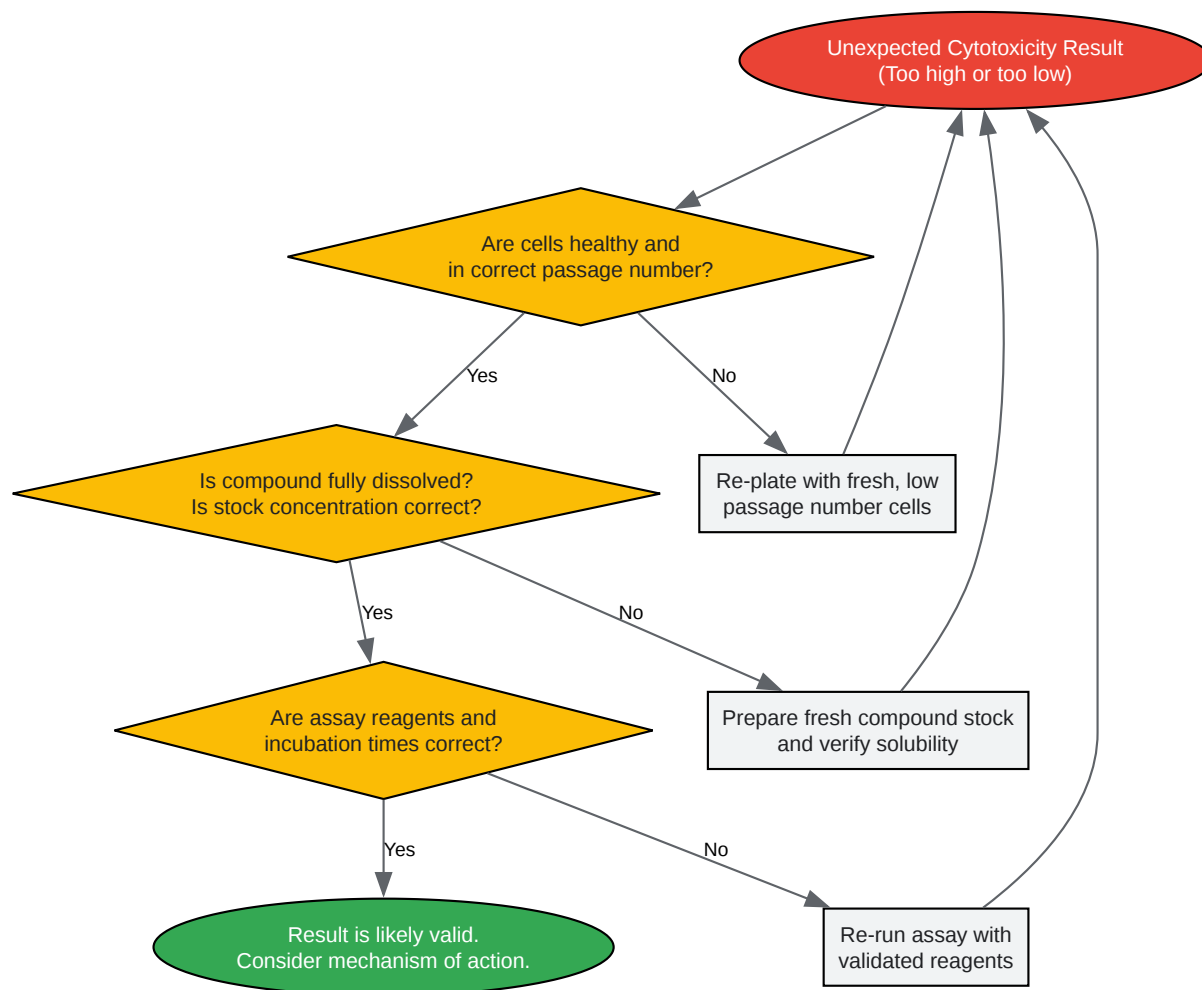 Unexpected Cytotoxicity Result
(Too high or too low)
Are cells healthy and
in correct passage number?
Yes
No
Is compound fully dissolved?
Is stock concentration correct?
Re-plate with fresh, low
passage number cells
Yes
No
Are assay reagents and
incubation times correct?
Prepare fresh compound stock
and verify solubility
Yes
No
Result is likely valid.
Consider mechanism of action.
Re-run assay with
validated reagents